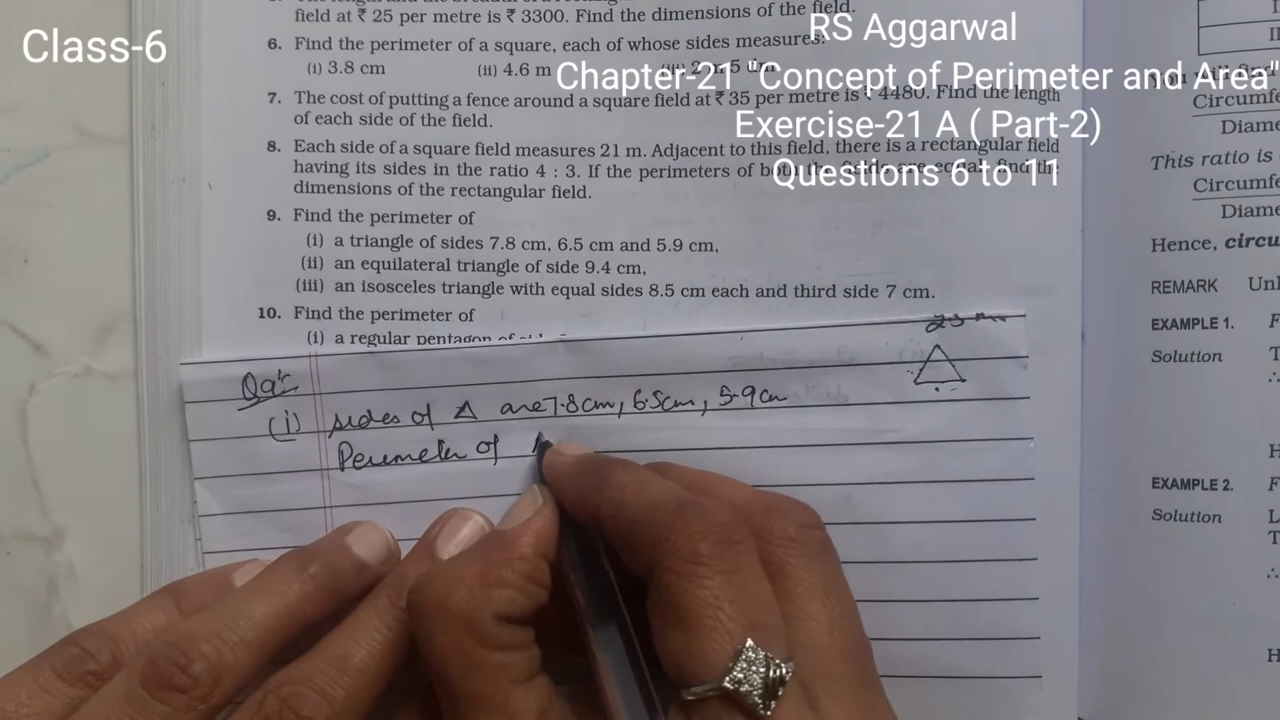 Class-6
RS Aggarwal
Chapter-21 "Concept of Perimeter and Area"
Exercise-21 A ( Part-2)
Questions 6 to 11
field at ₹ 25 per metre is ₹ 3300. Find the dimensions of the field.
6. Find the perimeter of a square, each of whose sides measures:
(i) 3.8 cm (ii) 4.6 m
7. The cost of putting a fence around a square field at ₹ 35 per metre is ₹ 4480. Find the length
of each side of the field.
8. Each side of a square field measures 21 m. Adjacent to this field, there is a rectangular field
having its sides in the ratio 4 : 3. If the perimeters of both the fields are equal, find the
dimensions of the rectangular field.
9. Find the perimeter of
(i) a triangle of sides 7.8 cm, 6.5 cm and 5.9 cm,
(ii) an equilateral triangle of side 9.4 cm,
(iii) an isosceles triangle with equal sides 8.5 cm each and third side 7 cm.
10. Find the perimeter of
(i) a regular pentagon of
(i) sides of Δ are 7.8cm, 6.5cm, 5.9cm
Perimeter of
Circumfe
Diame
This ratio is
Circumfe
Diame
Hence, circu
REMARK Unl
EXAMPLE 1. F
Solution T
∴
H
EXAMPLE 2. F
Solution L
T
∴
H